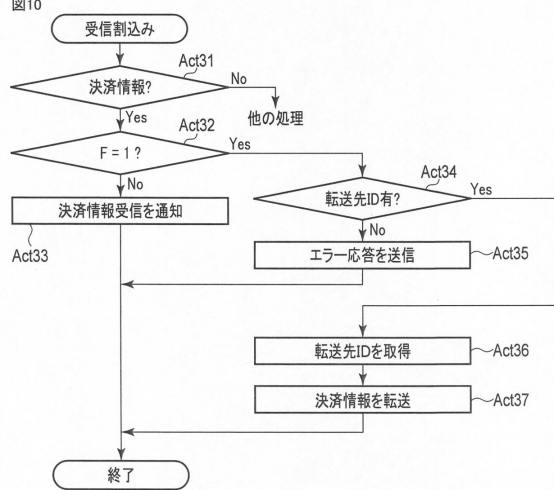 図10
受信割込み
Act31
決済情報?
No
他の処理
Yes
Act32
F=1?
Yes
No
Act34
転送先ID有?
Yes
決済情報受信を通知
Act33
No
エラー応答を送信
Act35
転送先IDを取得
Act36
決済情報を転送
Act37
終了